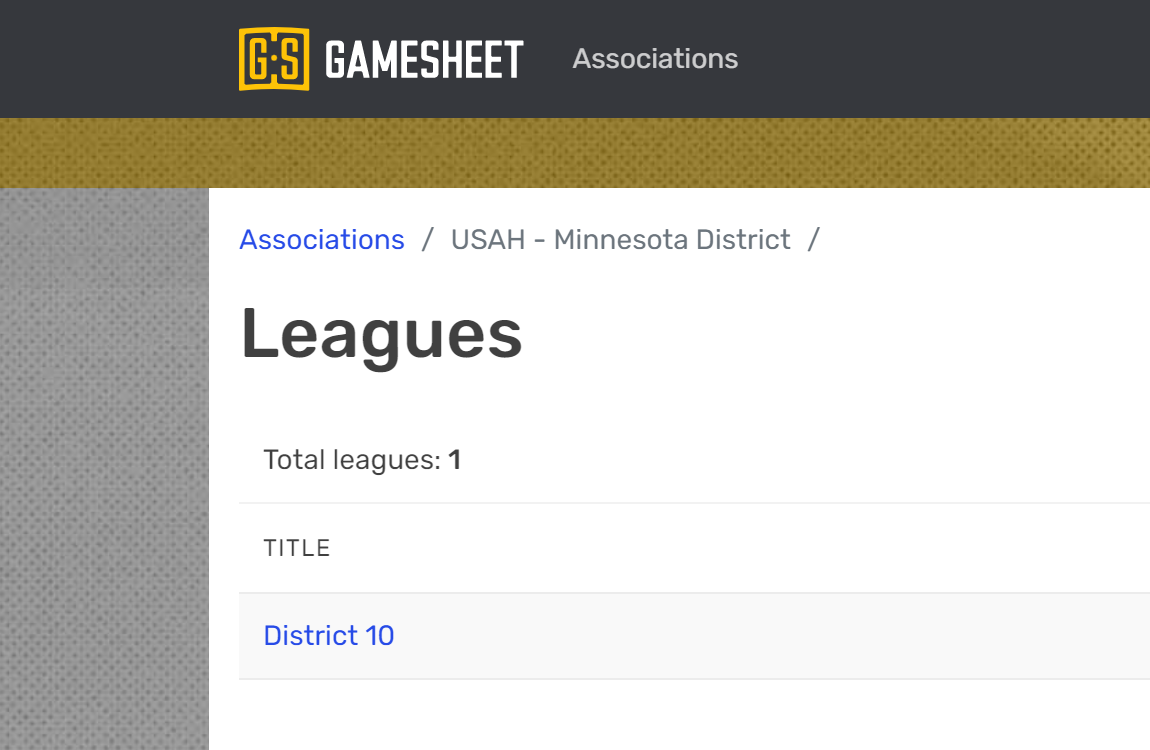 G:S GAMESHEET Associations
Associations / USAH - Minnesota District /
Leagues
Total leagues: 1
TITLE
District 10